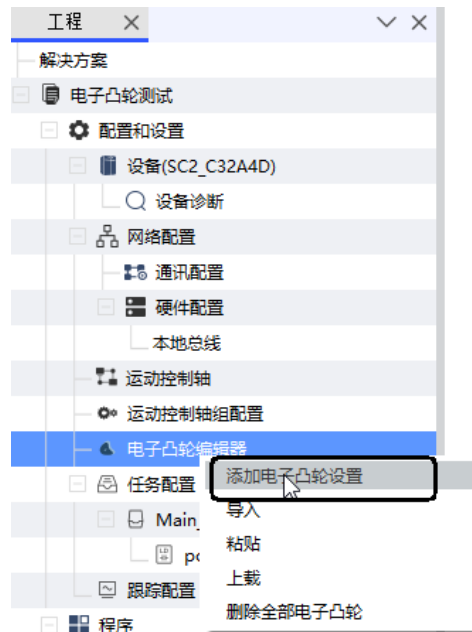 工程
解决方案
电子凸轮测试
配置和设置
设备(SC2_C32A4D)
设备诊断
网络配置
通讯配置
硬件配置
本地总线
运动控制轴
运动控制轴组配置
电子凸轮编辑器
添加电子凸轮设置
任务配置
导入
Main_
粘贴
po
上载
跟踪配置
删除全部电子凸轮
程序